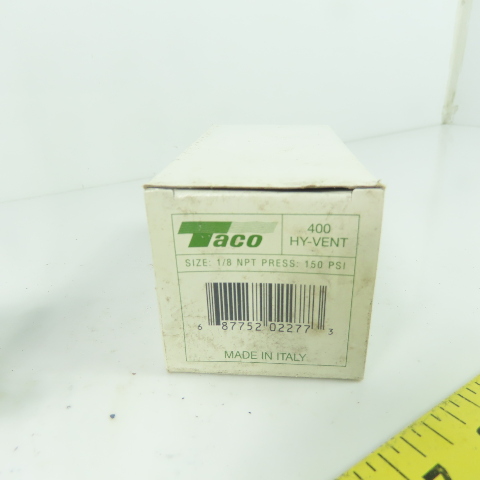 Taco
400
HY-VENT
SIZE: 1/8 NPT PRESS: 150 PSI
6 87752 02277 3
MADE IN ITALY